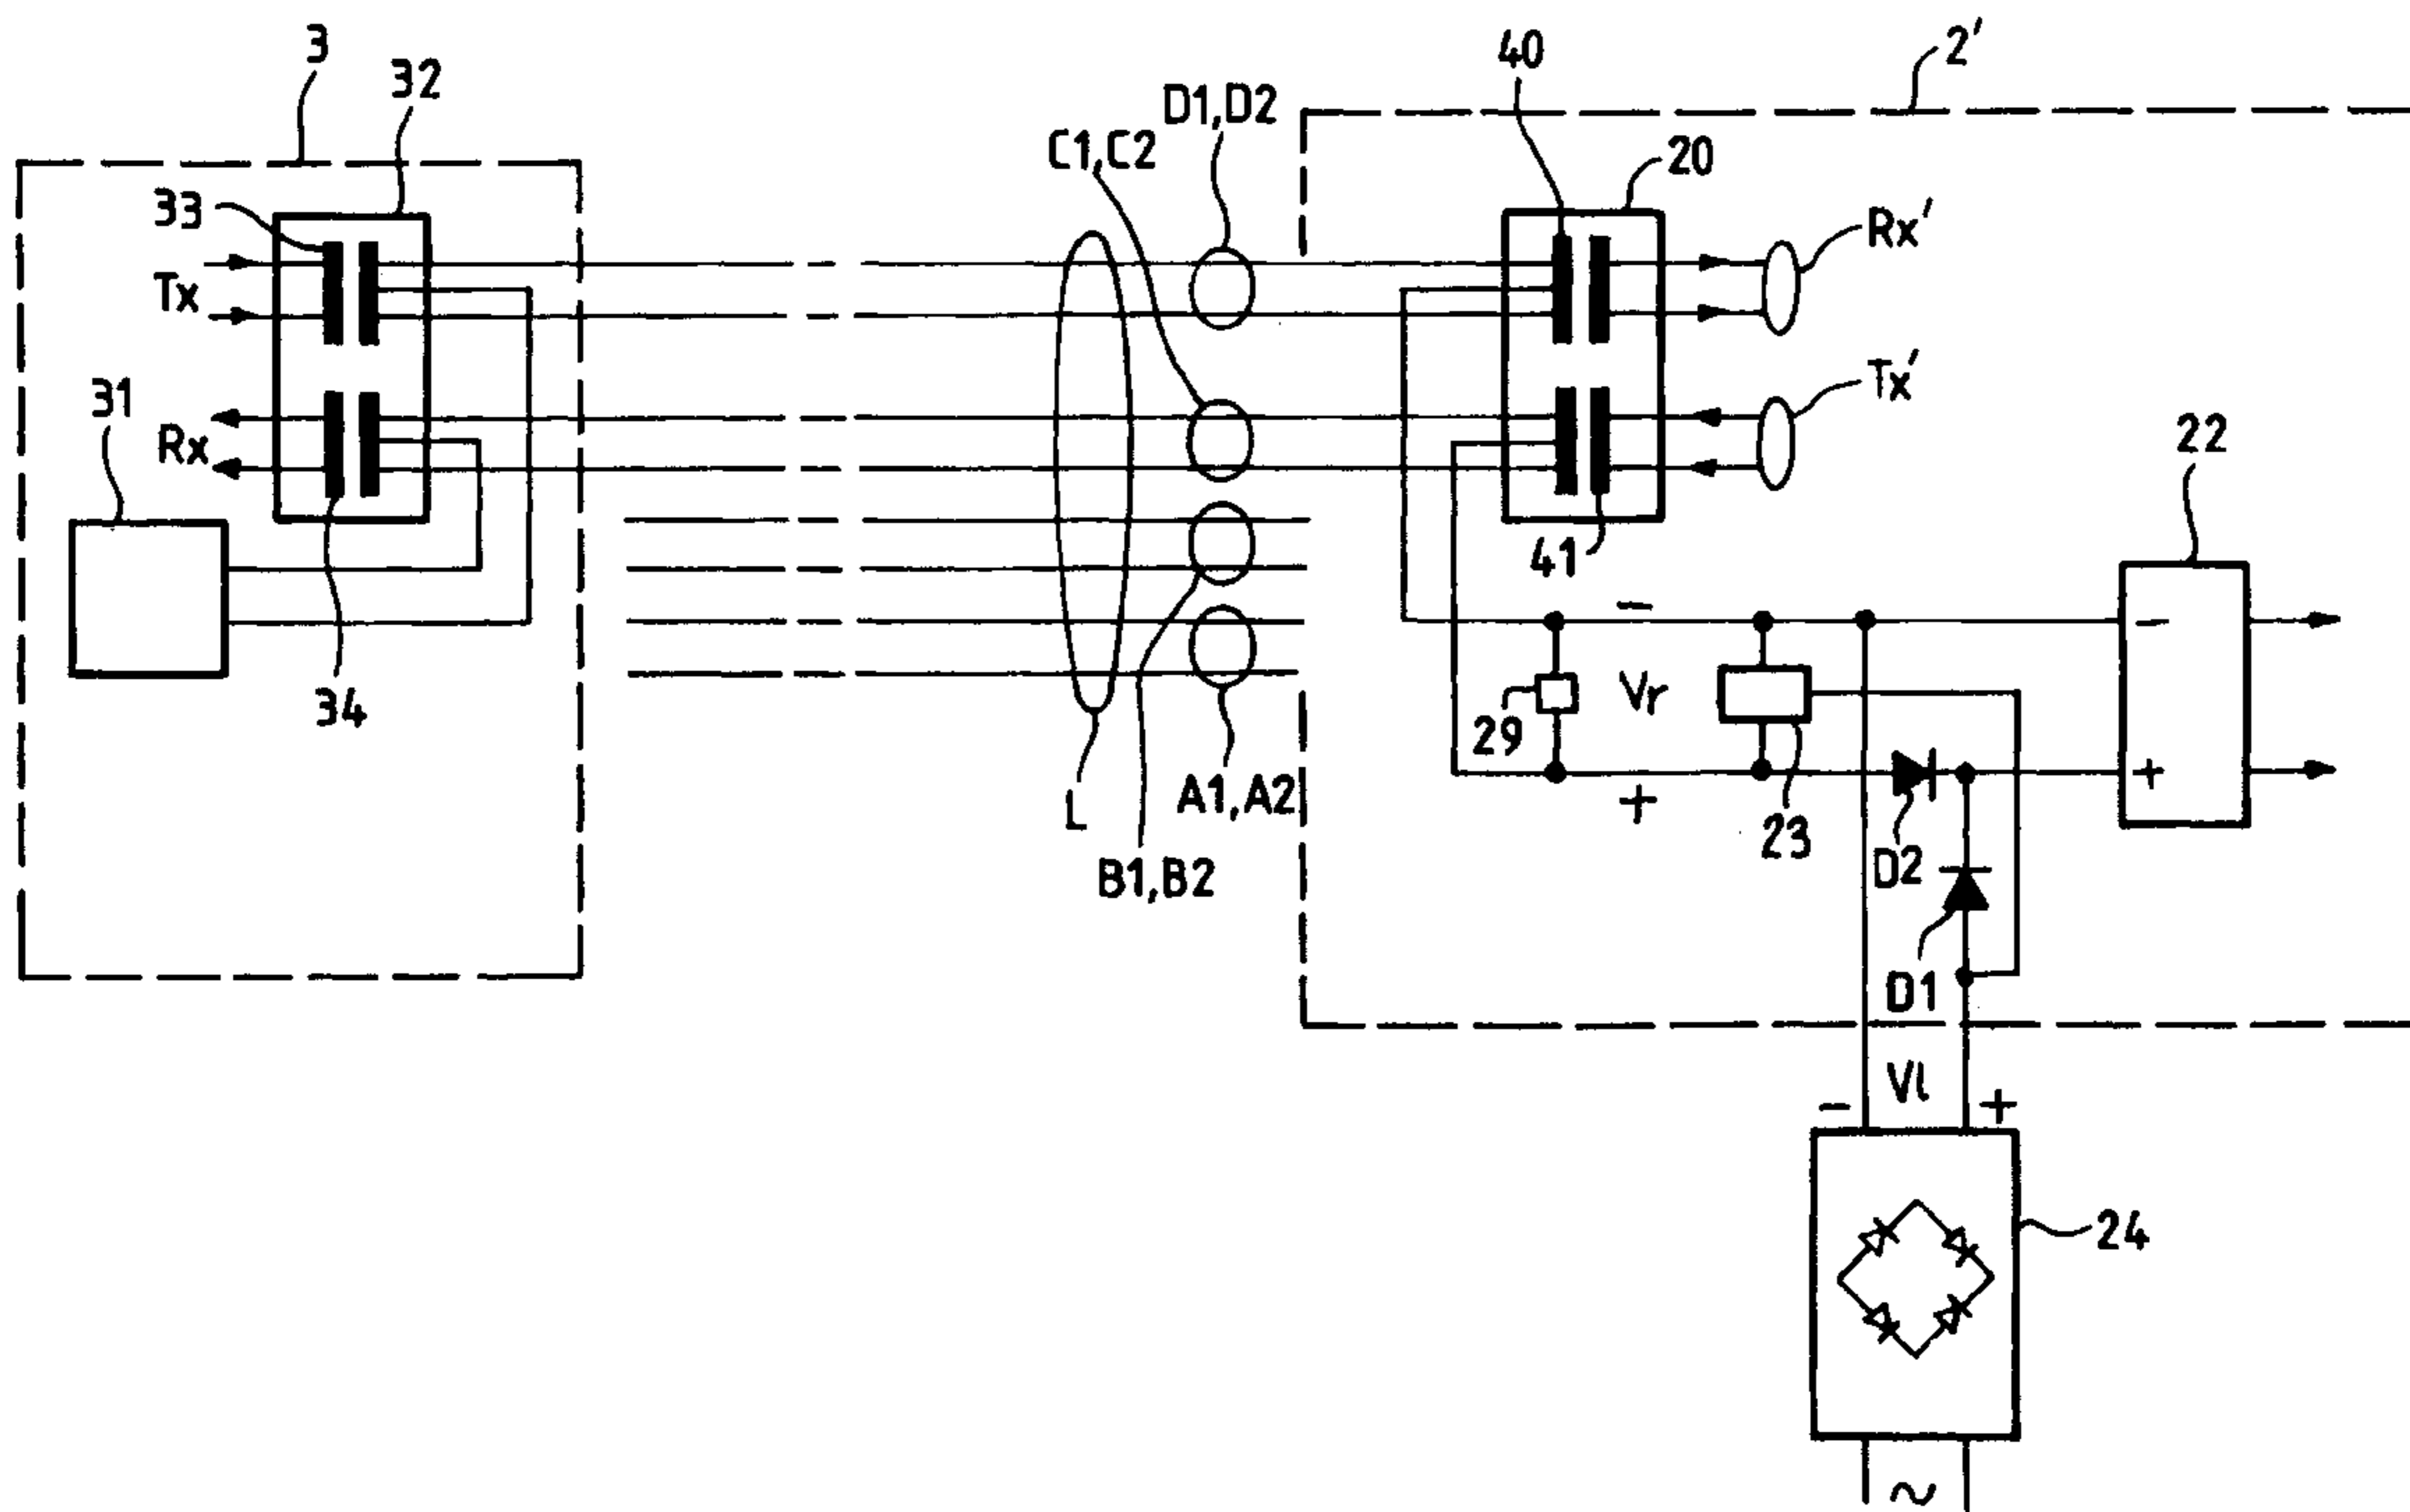 3
32
40
2'
D1,D2
C1,C2
20
33
Tx
Rx'
Tx'
31
Rx
22
41
34
−
−
29
Vr
L
A1,A2
+
23
+
D2
B1,B2
D1
Vl
−
+
24
~